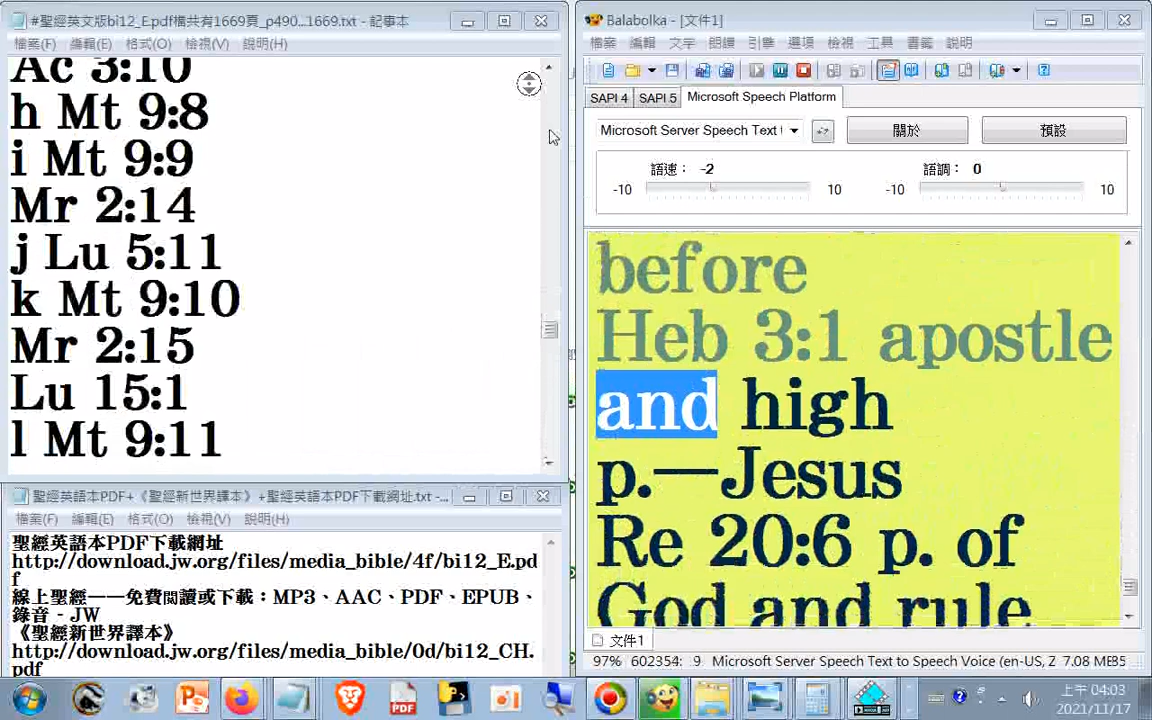 #聖經英文版bi12_E.pdf橫共有1669頁_p490...1669.txt - 記事本
檔案(F) 編輯(E) 格式(O) 檢視(V) 說明(H)
Ac 3:10
h Mt 9:8
i Mt 9:9
Mr 2:14
j Lu 5:11
k Mt 9:10
Mr 2:15
Lu 15:1
l Mt 9:11
聖經英語本PDF+《聖經新世界譯本》+聖經英語本PDF下載網址.txt -...
檔案(F) 編輯(E) 格式(O) 檢視(V) 說明(H)
聖經英語本PDF下載網址
http://download.jw.org/files/media_bible/4f/bi12_E.pd
f
線上聖經——免費閱讀或下載：MP3、AAC、PDF、EPUB、
錄音 - JW
《聖經新世界譯本》
http://download.jw.org/files/media_bible/0d/bi12_CH.
pdf
Balabolka - [文件1]
檔案 編輯 文字 朗讀 引擎 選項 檢視 工具 書籤 說明
SAPI 4 SAPI 5 Microsoft Speech Platform
Microsoft Server Speech Text 關於 預設
語速： -2 語調： 0
-10 10 -10 10
before
Heb 3:1 apostle
and high
p.—Jesus
Re 20:6 p. of
God and rule
文件1
97% 602354: 9 Microsoft Server Speech Text to Speech Voice (en-US, Z 7.08 MB
上午 04:03
2021/11/17